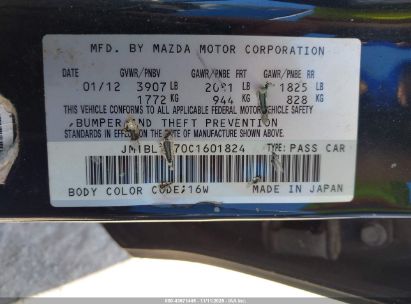 MFD. BY MAZDA MOTOR CORPORATION
GVWR/PNBV GAWR/PNBE FRT GAWR/PNBE RR
01/12 3907 LB LB 1825 LB
1772 KG 944 KG 828 KG
THIS VEHICLE CONFORMS TO ALL APPLICABLE FEDERAL MOTOR VEHICLE SAFETY
BUMPER AND THEFT PREVENTION
STANDARDS IN EFFECT ON THE DATE OF MANUFACTURE SHOWN ABOVE.
TYPE: PASS CAR
BODY COLOR CODE: 16W MADE IN JAPAN